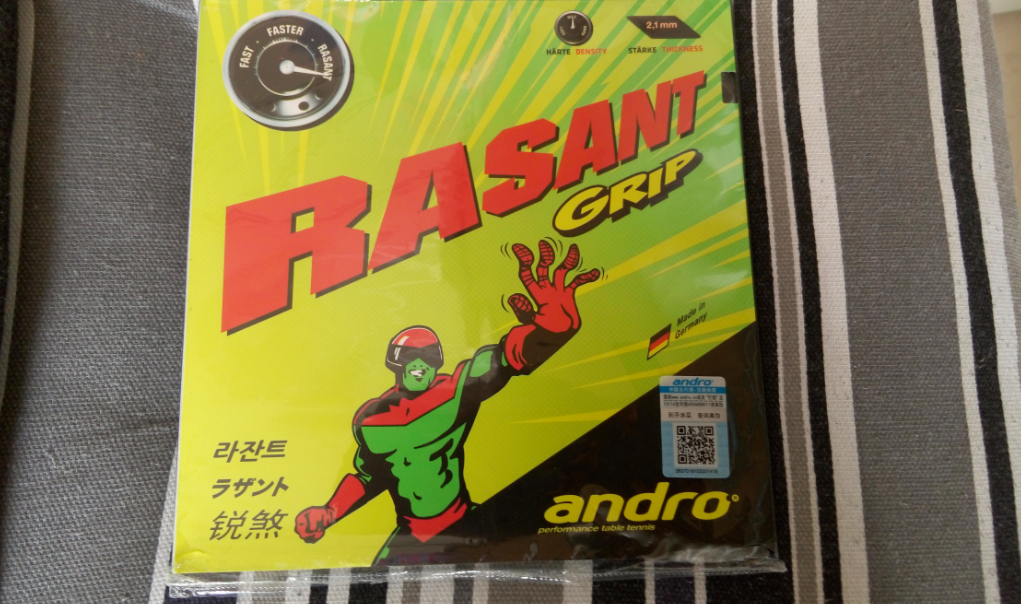 FAST FASTER RASANT
HÄRTE DENSITY
2,1 mm
STÄRKE THICKNESS
RASANT
GRIP
Made in
Germany
andro
라잔트
ラザント
锐煞
andro
performance table tennis